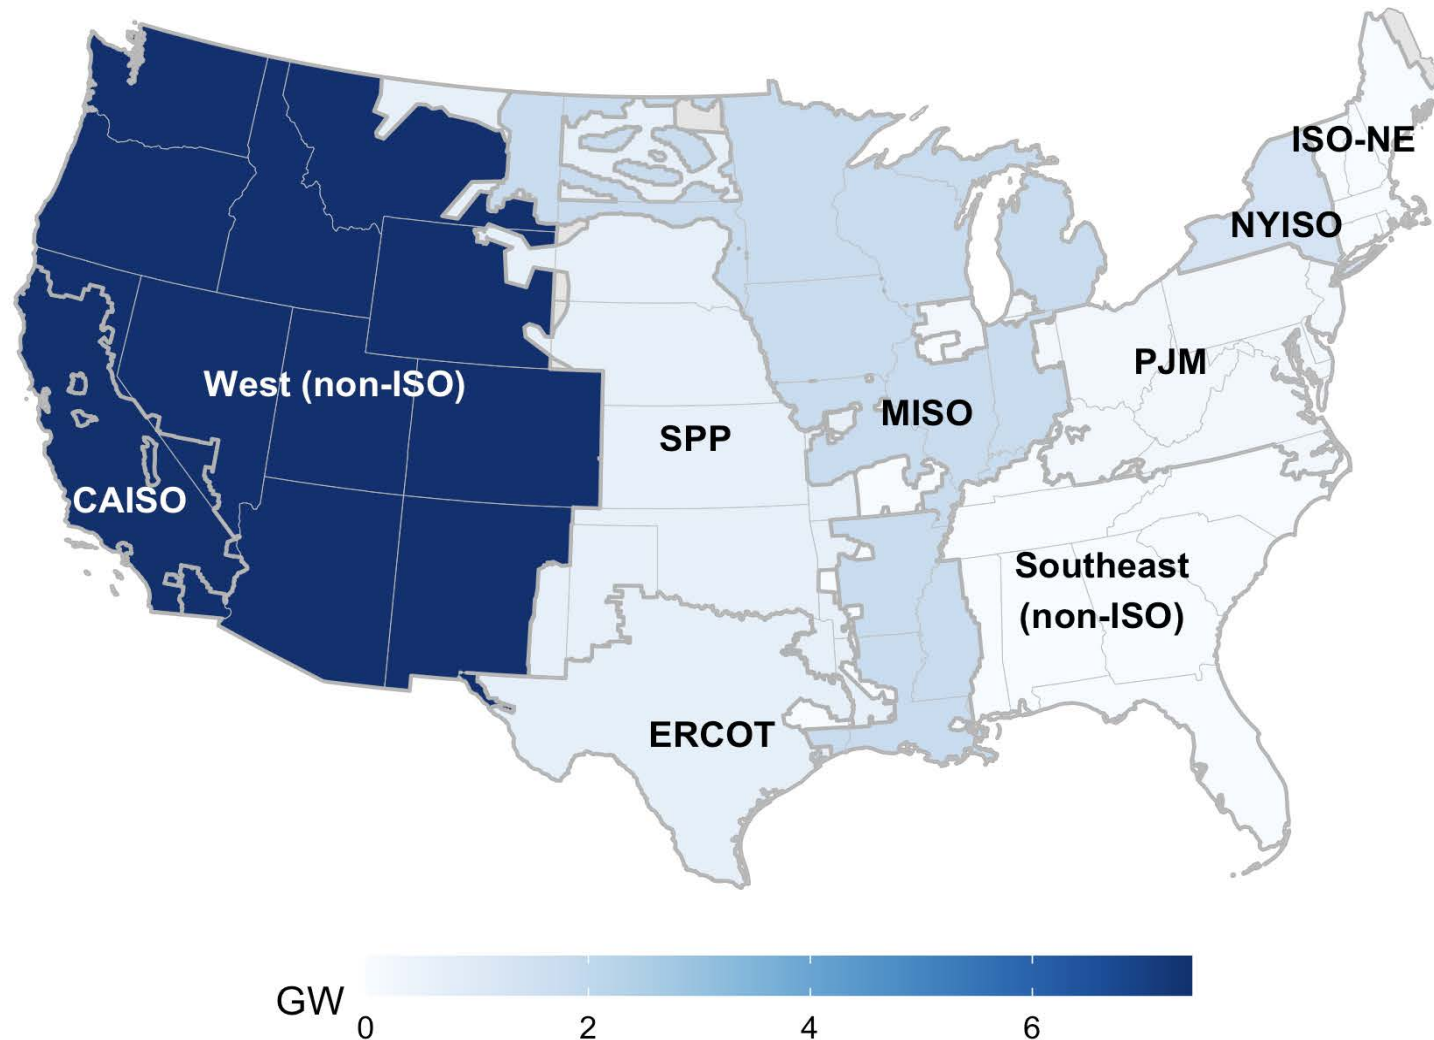 ISO-NE
NYISO
PJM
West (non-ISO)
MISO
SPP
CAISO
Southeast
(non-ISO)
ERCOT
GW
0 2 4 6